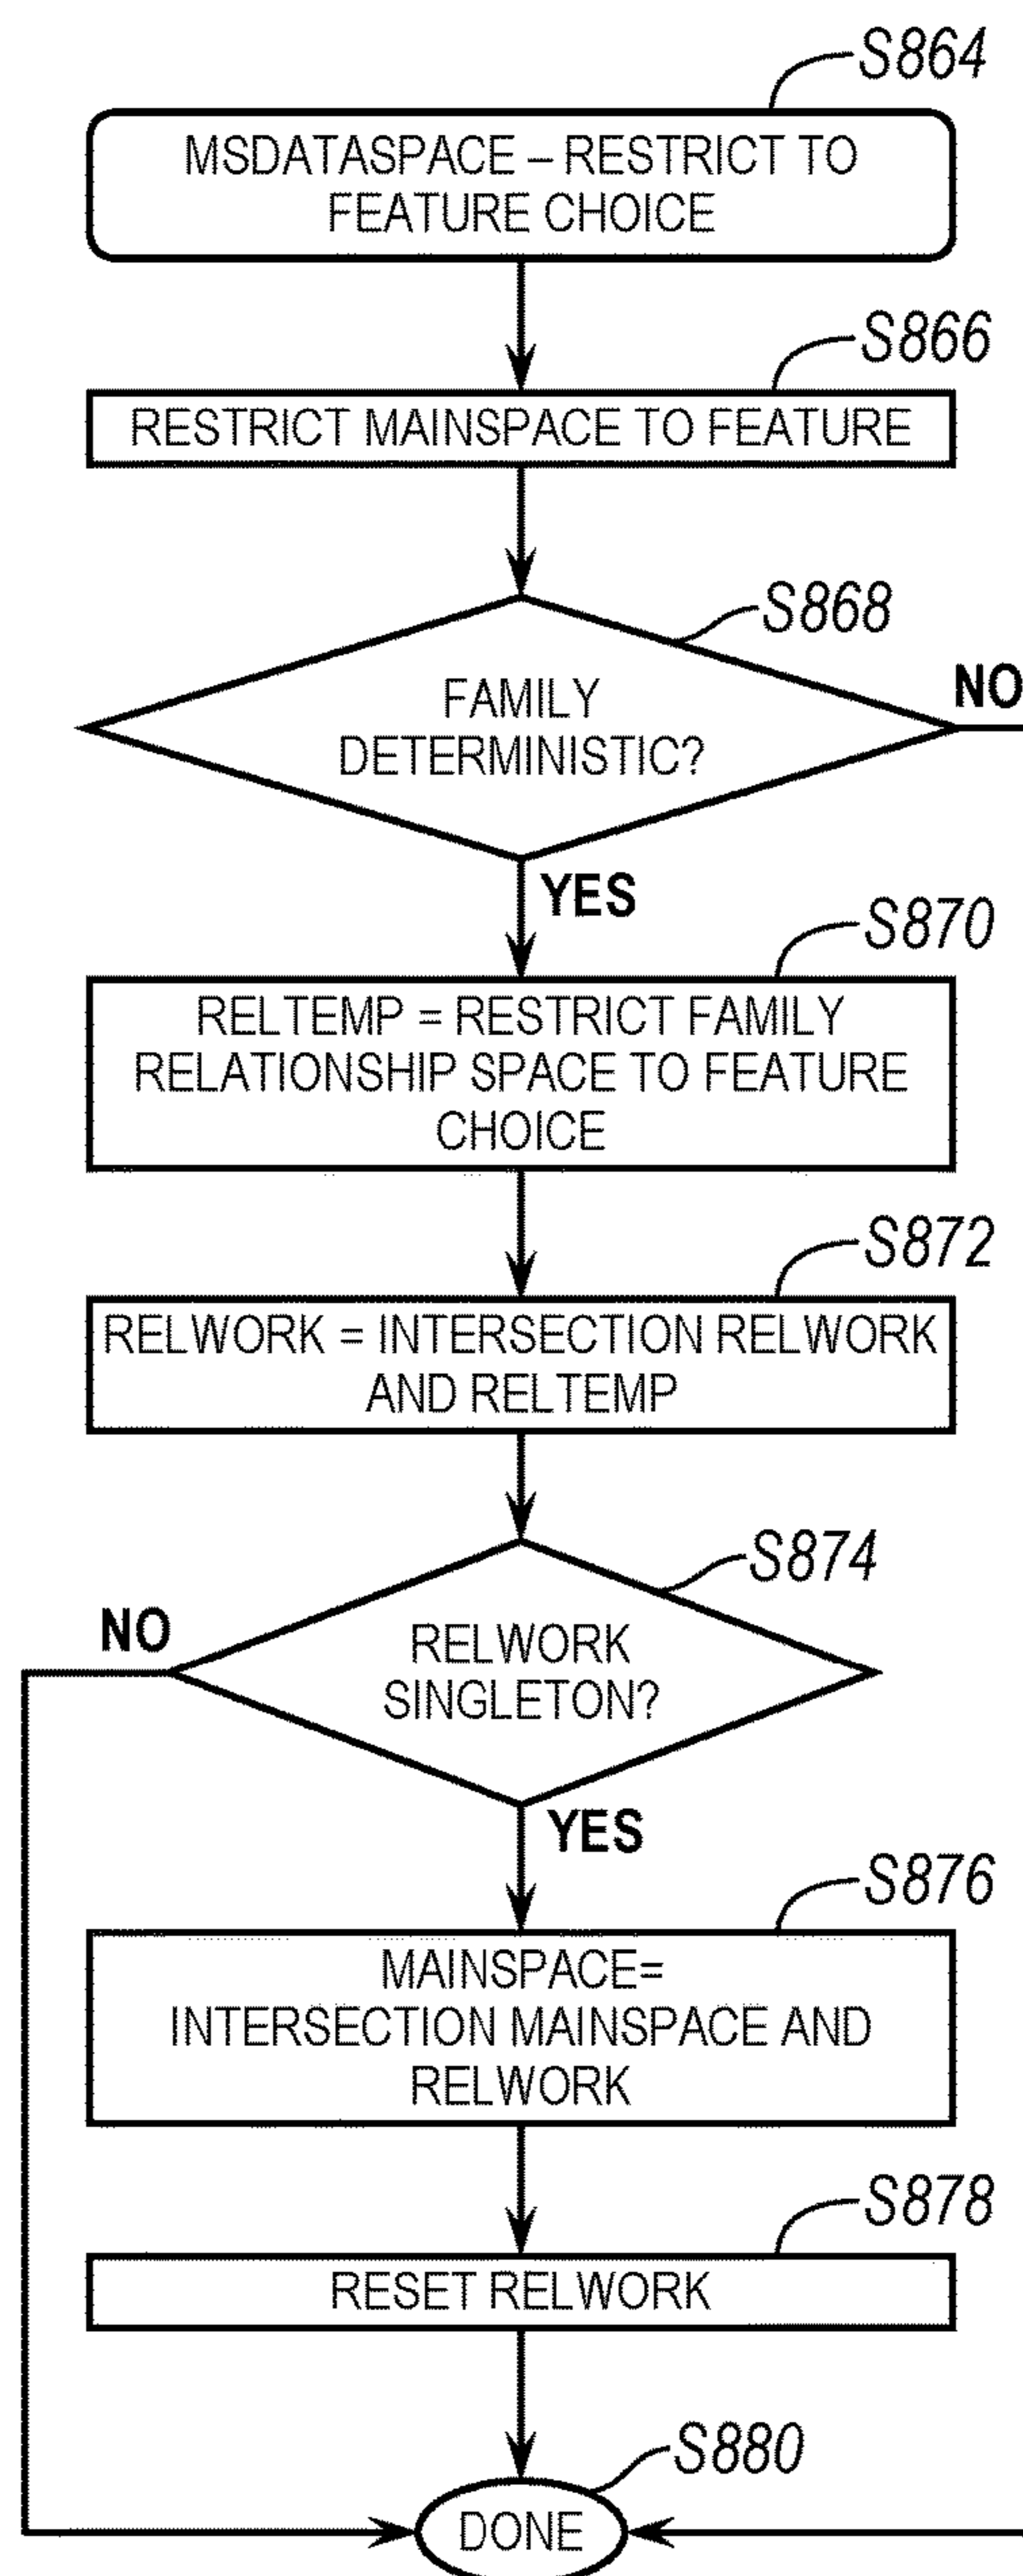 S864
MSDATASPACE – RESTRICT TO
FEATURE CHOICE
S866
RESTRICT MAINSPACE TO FEATURE
S868
FAMILY
DETERMINISTIC?
NO
YES
S870
RELTEMP = RESTRICT FAMILY
RELATIONSHIP SPACE TO FEATURE
CHOICE
S872
RELWORK = INTERSECTION RELWORK
AND RELTEMP
S874
NO
RELWORK
SINGLETON?
YES
S876
MAINSPACE=
INTERSECTION MAINSPACE AND
RELWORK
S878
RESET RELWORK
S880
DONE